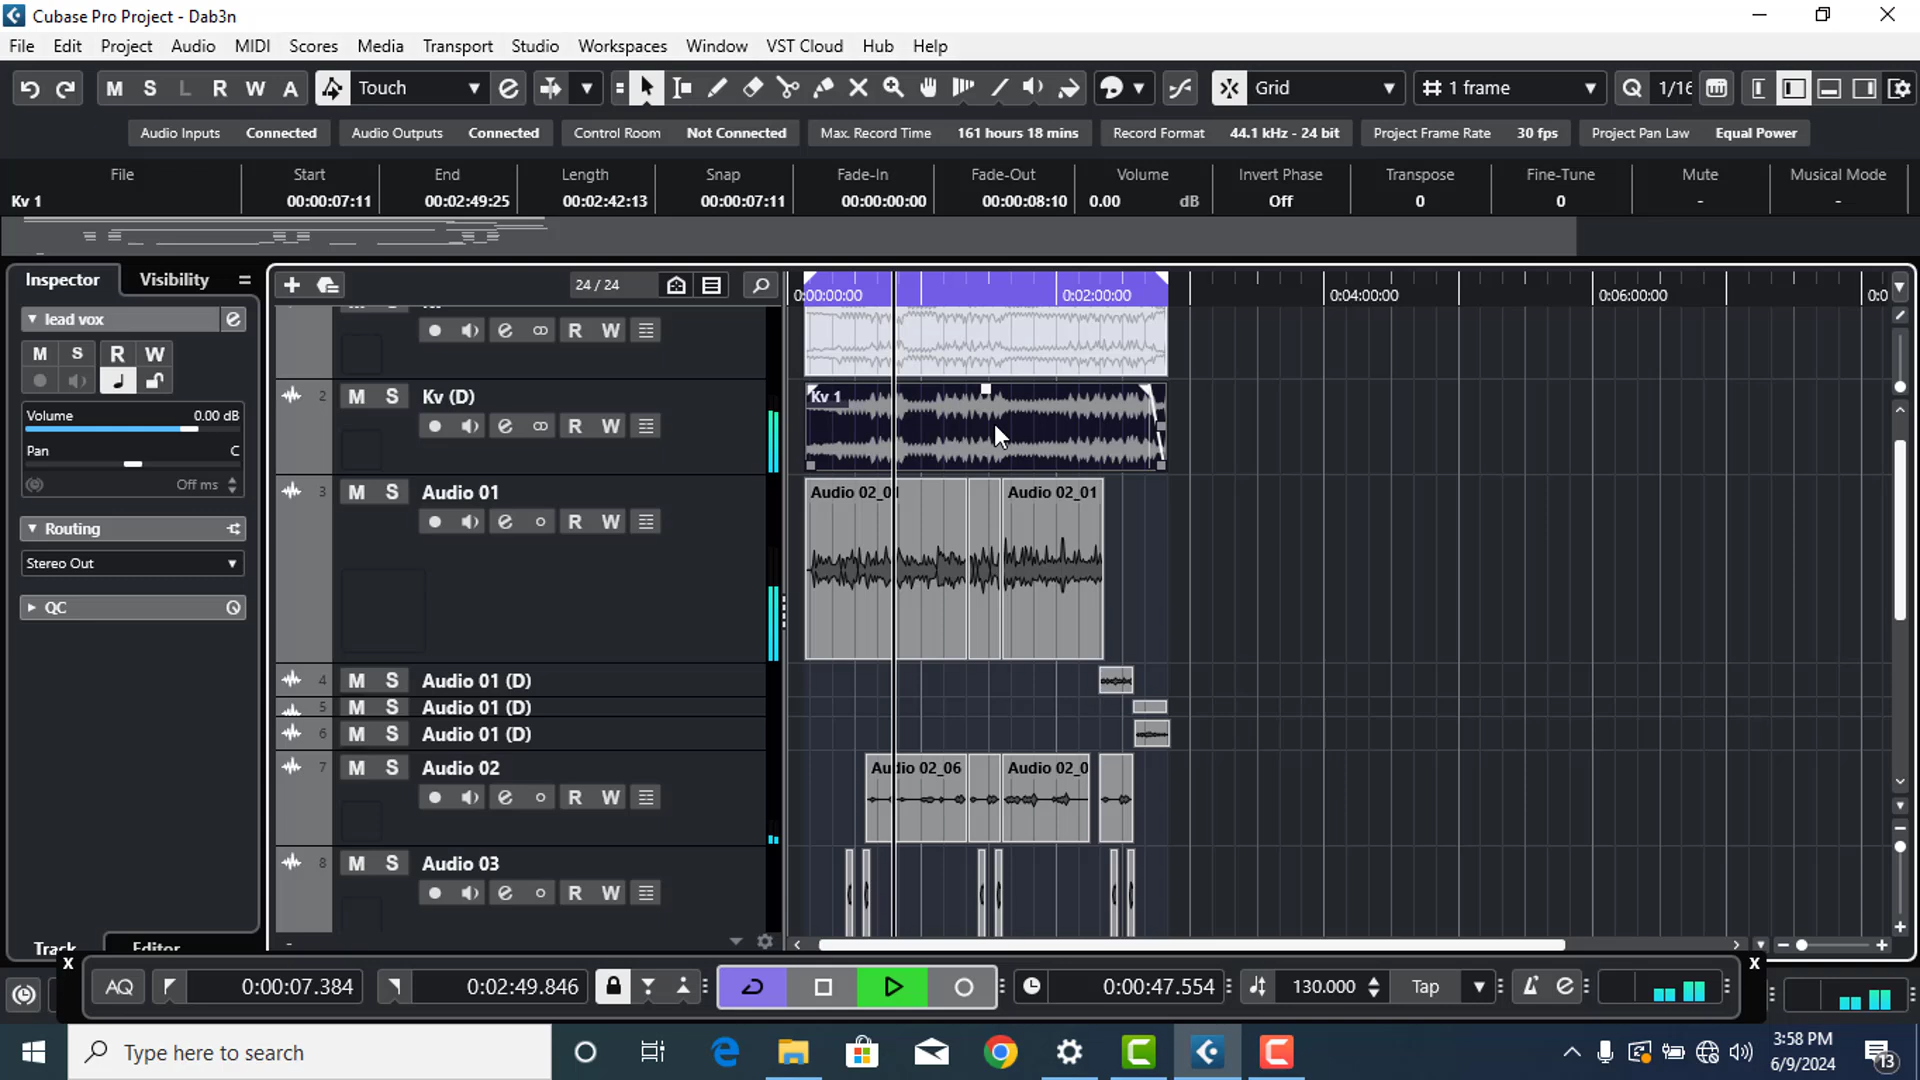 Cubase Pro Project - Dab3n
File Edit Project Audio MIDI Scores Media Transport Studio Workspaces Window VST Cloud Hub Help
M S L R W A Touch Grid 1 frame 1/16
Audio Inputs Connected Audio Outputs Connected Control Room Not Connected Max. Record Time 161 hours 18 mins Record Format 44.1 kHz - 24 bit Project Frame Rate 30 fps Project Pan Law Equal Power
File Start End Length Snap Fade-In Fade-Out Volume Invert Phase Transpose Fine-Tune Mute Musical Mode
Kv 1 00:00:07:11 00:02:49:25 00:02:42:13 00:00:07:11 00:00:00:00 00:00:08:10 0.00 dB Off 0 0 - -
Inspector Visibility 24 / 24
0:00:00:00 0:02:00:00 0:04:00:00 0:06:00:00 0:0
lead vox
M S R W
Volume 0.00 dB
Pan C
Off ms
Routing
Stereo Out
QC
R W
2 M S Kv (D) Kv 1
R W
3 M S Audio 01 Audio 02_01 Audio 02_01
R W
4 M S Audio 01 (D)
5 M S Audio 01 (D)
6 M S Audio 01 (D)
7 M S Audio 02 Audio 02_06 Audio 02_0
R W
8 M S Audio 03
R W
Track Editor
x x
AQ 0:00:07.384 0:02:49.846 0:00:47.554 130.000 Tap
Type here to search
3:58 PM
6/9/2024
13